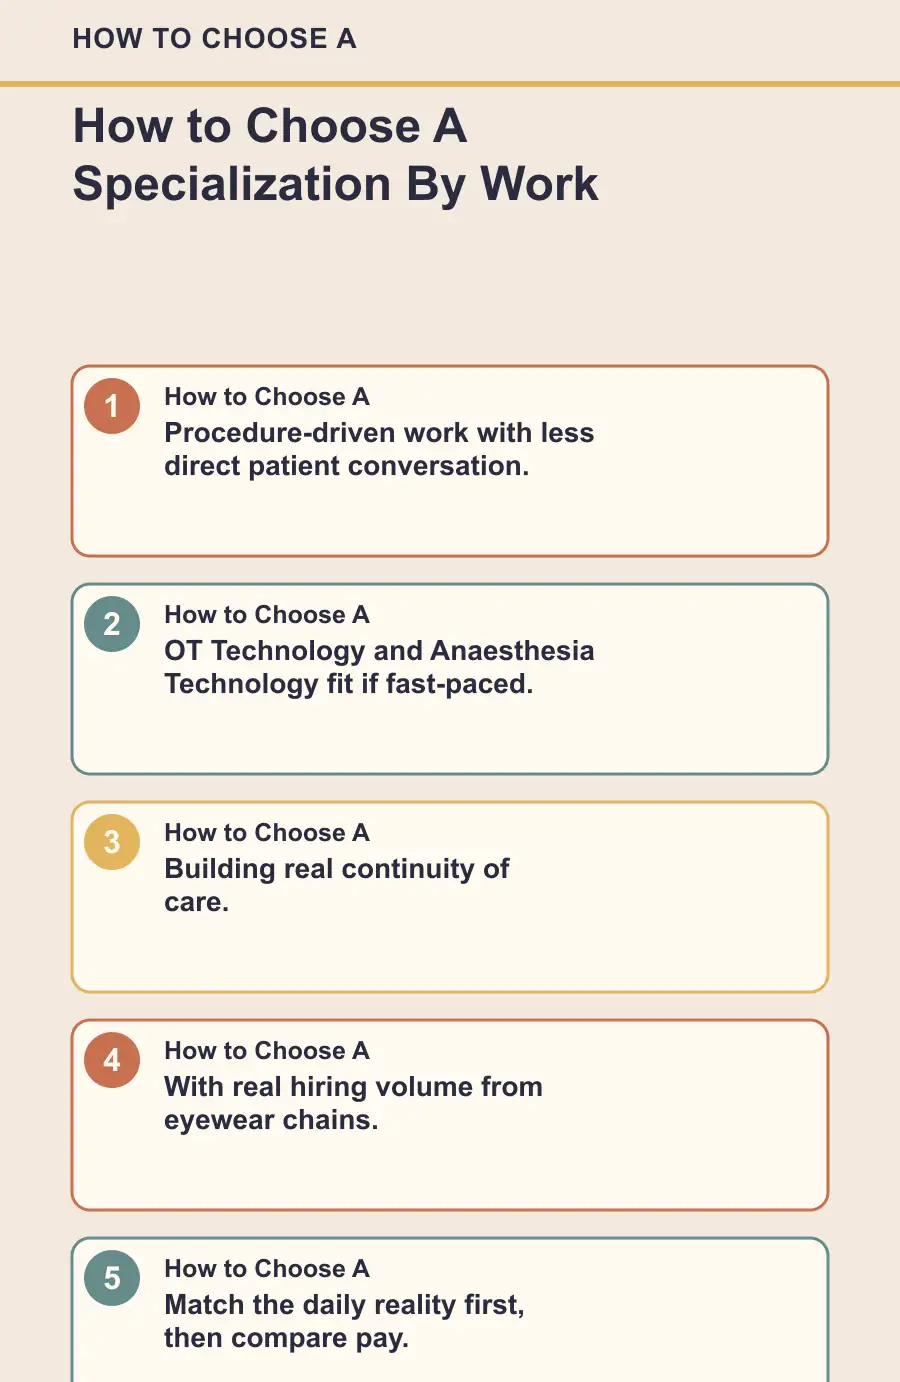 HOW TO CHOOSE A
How to Choose A
Specialization By Work
1
How to Choose A
Procedure-driven work with less
direct patient conversation.
2
How to Choose A
OT Technology and Anaesthesia
Technology fit if fast-paced.
3
How to Choose A
Building real continuity of
care.
4
How to Choose A
With real hiring volume from
eyewear chains.
5
How to Choose A
Match the daily reality first,
then compare pay.